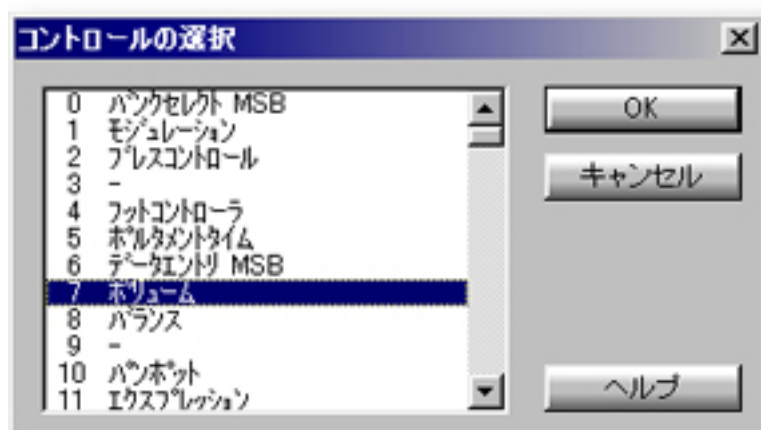 コントロールの選択
0 バンクセレクト MSB
1 モジュレーション
2 ブレスコントロール
3 -
4 フットコントローラ
5 ポルタメントタイム
6 データエントリ MSB
7 ボリューム
8 バランス
9 -
10 パンポット
11 エクスプレッション
OK
キャンセル
ヘルプ